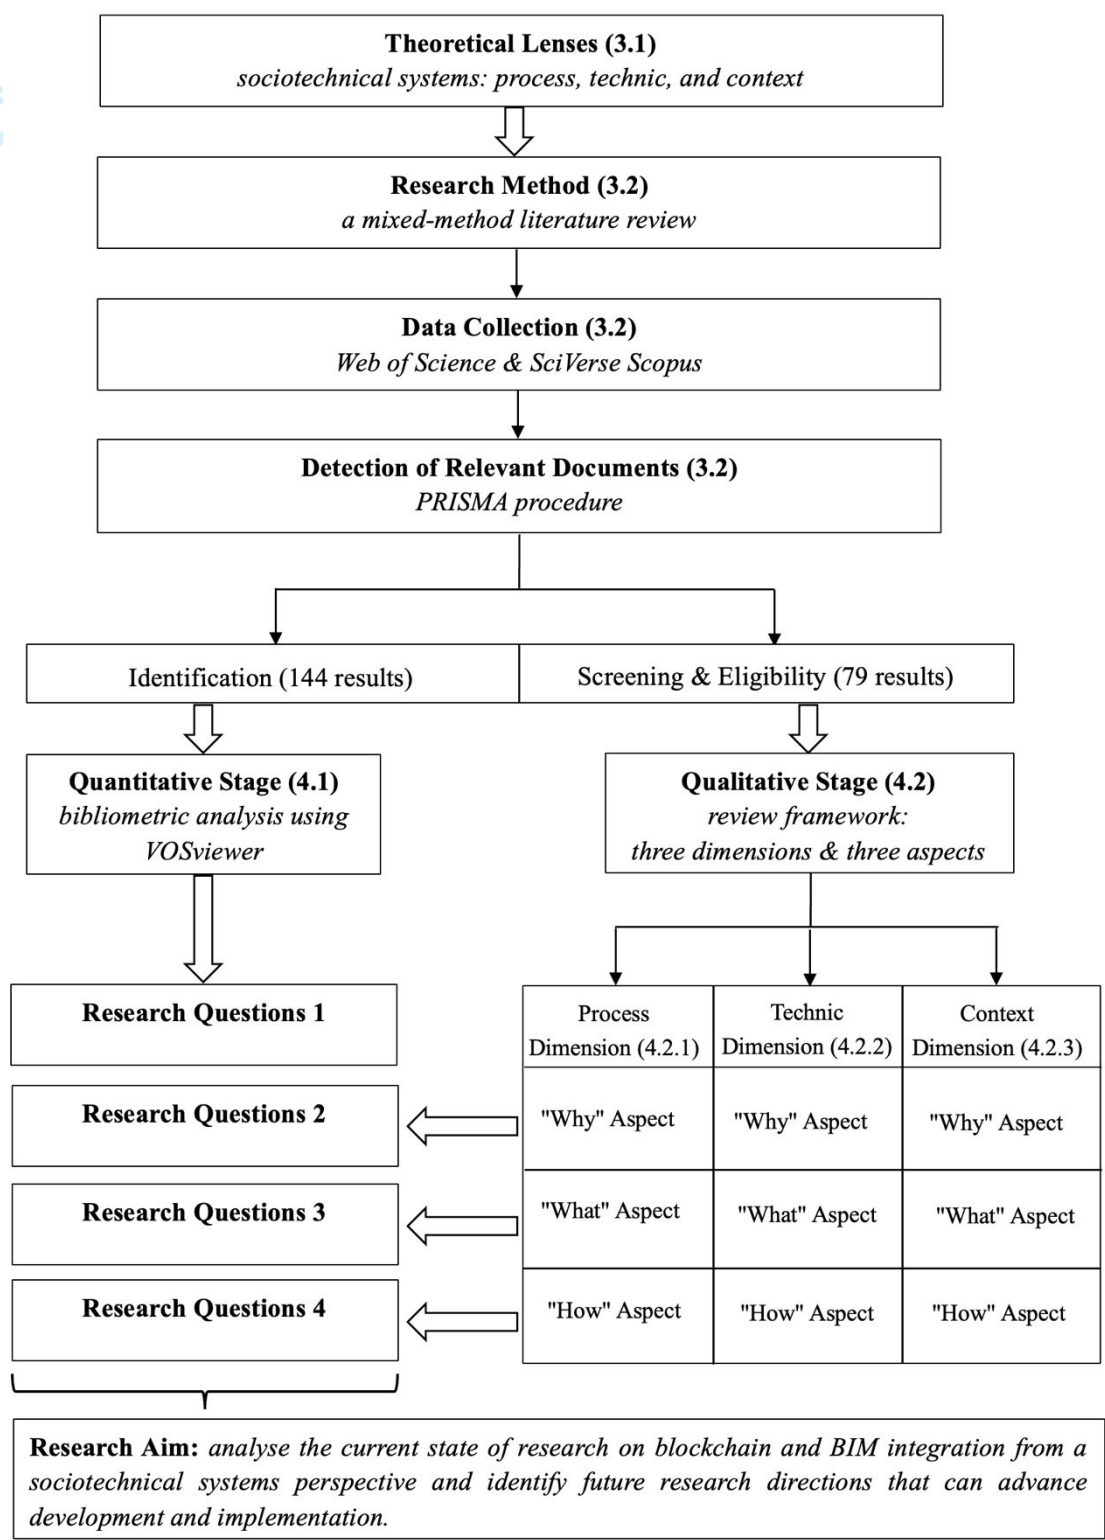 Theoretical Lenses (3.1)
sociotechnical systems: process, technic, and context
Research Method (3.2)
a mixed-method literature review
Data Collection (3.2)
Web of Science & SciVerse Scopus
Detection of Relevant Documents (3.2)
PRISMA procedure
Identification (144 results)
Screening & Eligibility (79 results)
Quantitative Stage (4.1)
bibliometric analysis using
VOSviewer
Qualitative Stage (4.2)
review framework:
three dimensions & three aspects
Research Questions 1
Process
Dimension (4.2.1)
Technic
Dimension (4.2.2)
Context
Dimension (4.2.3)
Research Questions 2
"Why" Aspect
"Why" Aspect
"Why" Aspect
Research Questions 3
"What" Aspect
"What" Aspect
"What" Aspect
Research Questions 4
"How" Aspect
"How" Aspect
"How" Aspect
Research Aim: analyse the current state of research on blockchain and BIM integration from a
sociotechnical systems perspective and identify future research directions that can advance
development and implementation.